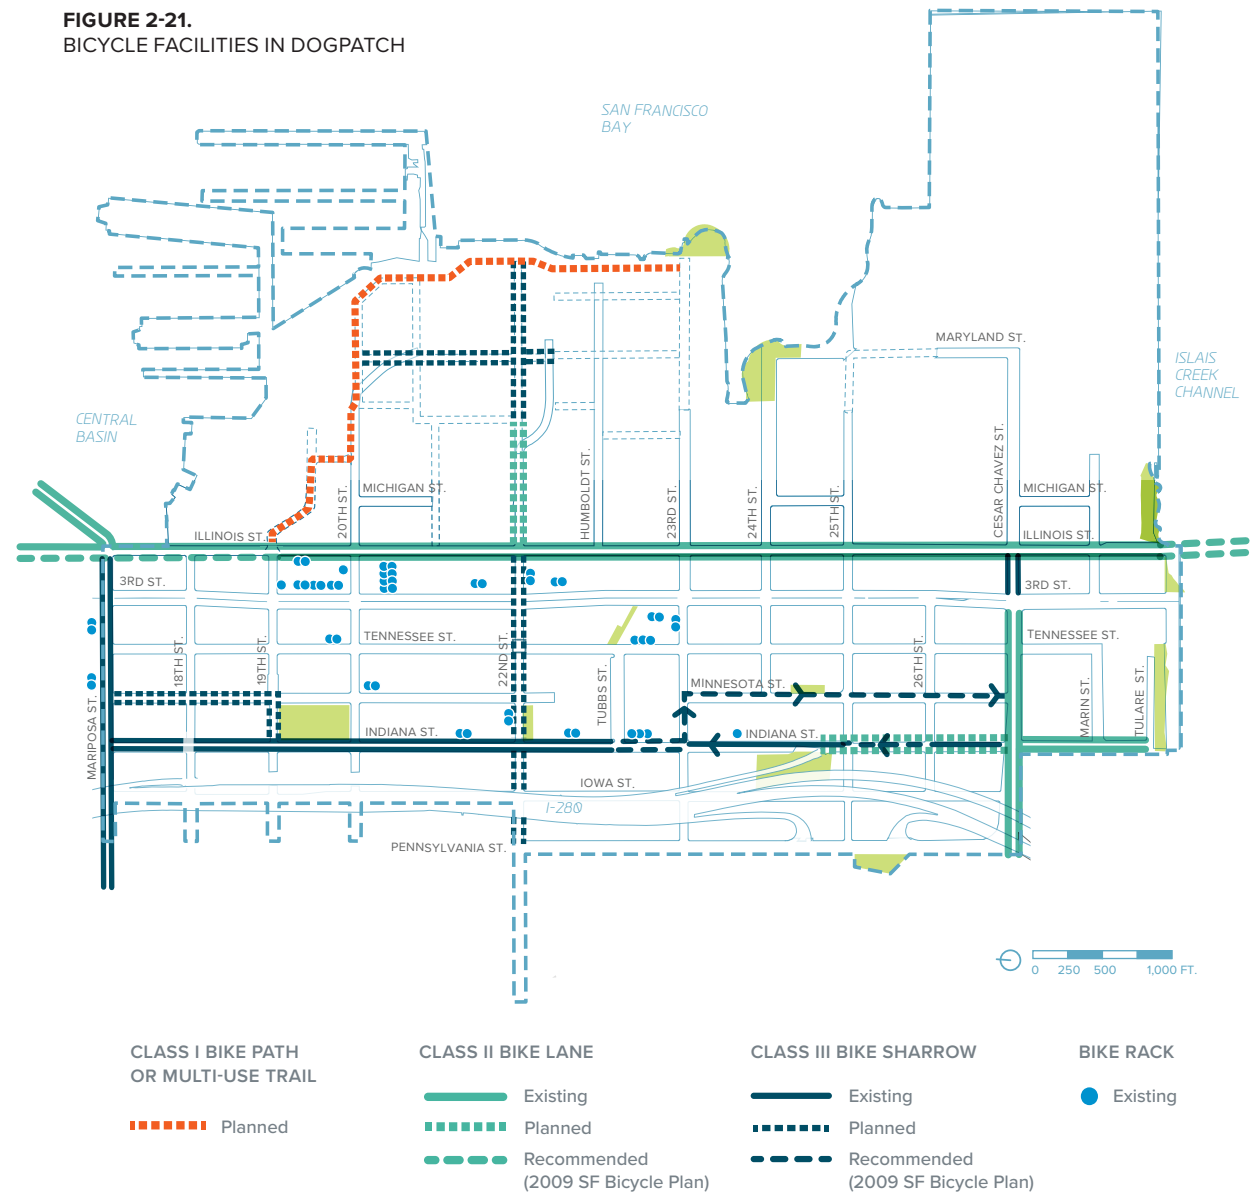 FIGURE 2-21.
BICYCLE FACILITIES IN DOGPATCH
SAN FRANCISCO
BAY
MARYLAND ST.
ISLAIS
CREEK
CHANNEL
CENTRAL
BASIN
MICHIGAN ST.
20TH ST.
HUMBOLDT ST.
23RD ST.
24TH ST.
25TH ST.
CESAR CHAVEZ ST.
MICHIGAN ST.
ILLINOIS ST.
ILLINOIS ST.
3RD ST.
3RD ST.
18TH ST.
19TH ST.
TENNESSEE ST.
22ND ST.
TUBBS ST.
26TH ST.
TENNESSEE ST.
MARIPOSA ST.
MINNESOTA ST.
MARIN ST.
TULARE ST.
INDIANA ST.
INDIANA ST.
IOWA ST.
I-280
PENNSYLVANIA ST.
0 250 500 1,000 FT.
CLASS I BIKE PATH
OR MULTI-USE TRAIL
Planned
CLASS II BIKE LANE
Existing
Planned
Recommended
(2009 SF Bicycle Plan)
CLASS III BIKE SHARROW
Existing
Planned
Recommended
(2009 SF Bicycle Plan)
BIKE RACK
Existing